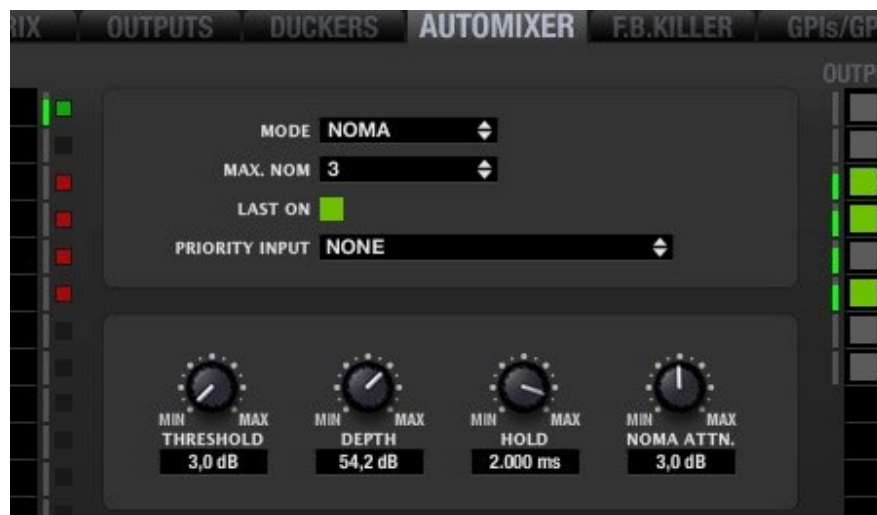 RIX OUTPUTS DUCKERS AUTOMIXER F.B.KILLER GPIs/GP
OUTP
MODE NOMA
MAX. NOM 3
LAST ON
PRIORITY INPUT NONE
MIN MAX MIN MAX MIN MAX MIN MAX
THRESHOLD DEPTH HOLD NOMA ATTN.
3,0 dB 54,2 dB 2.000 ms 3,0 dB